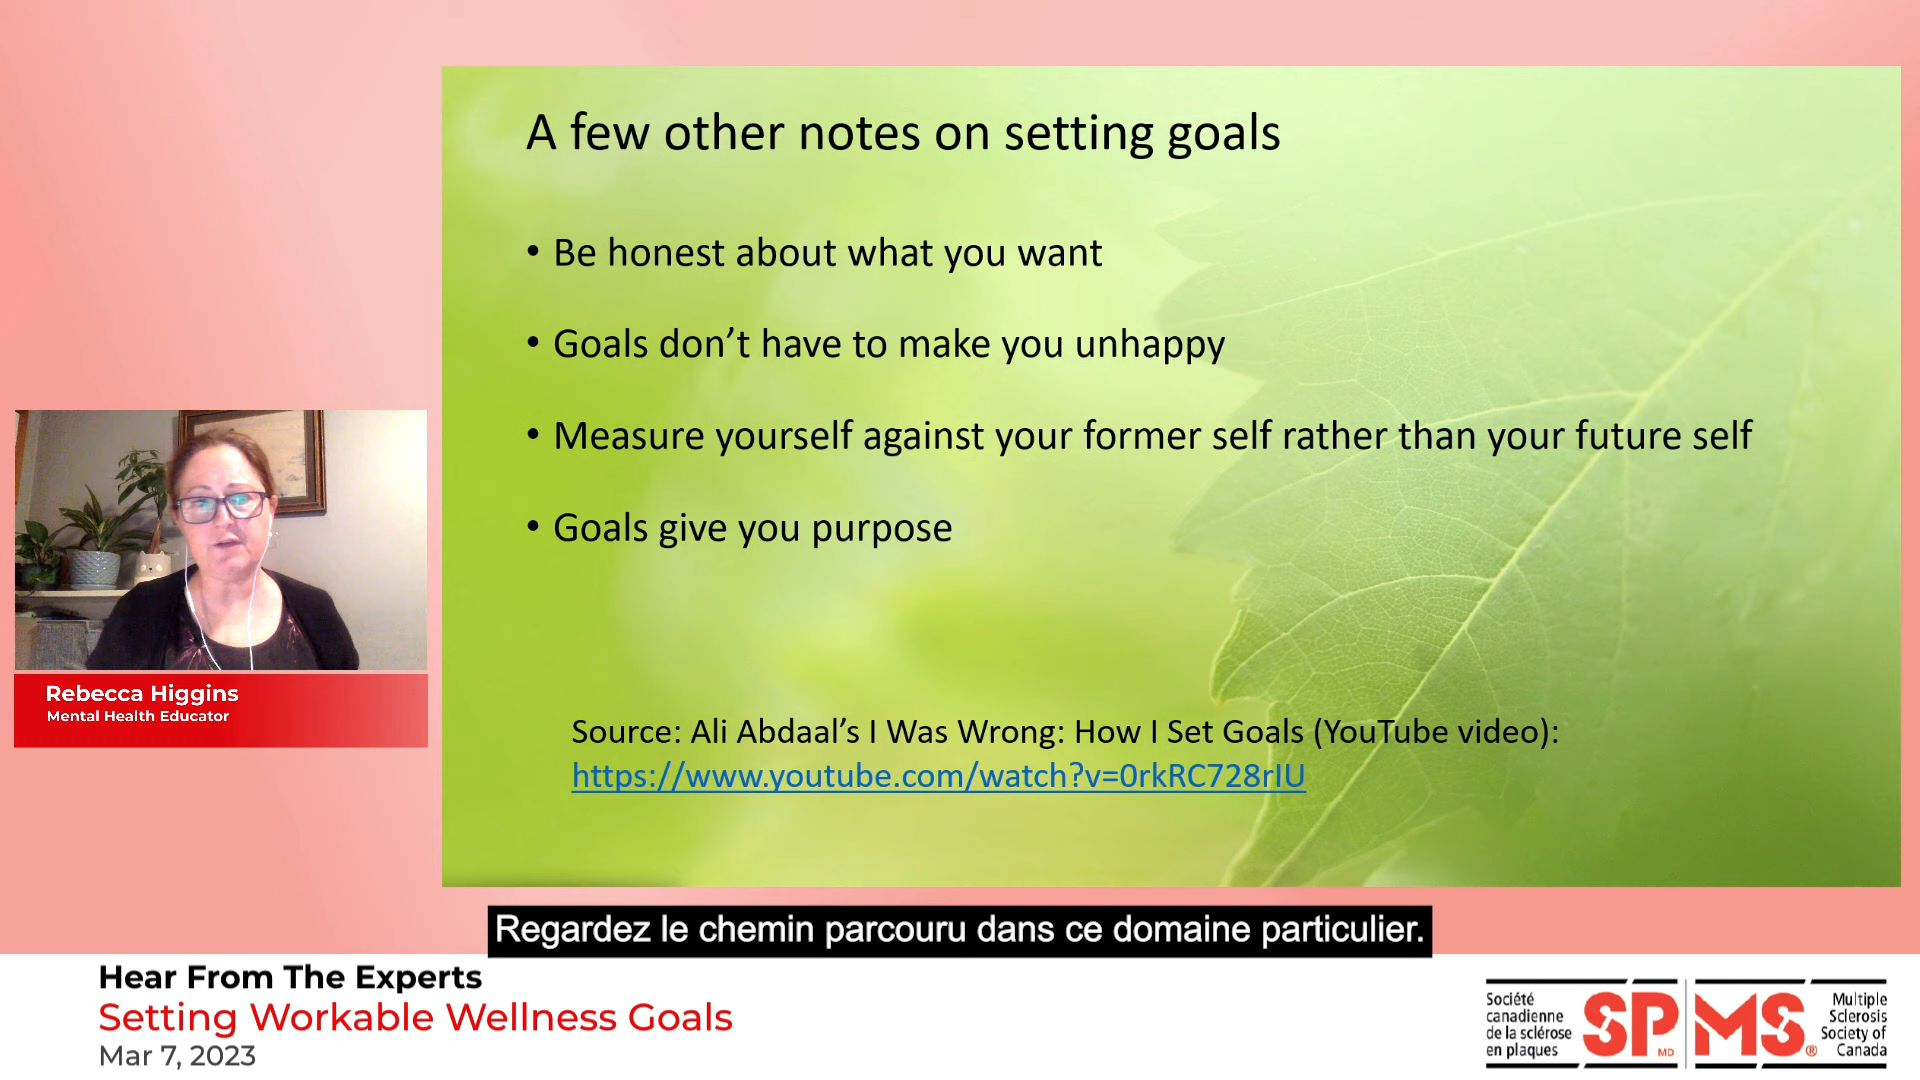 A few other notes on setting goals
• Be honest about what you want
• Goals don’t have to make you unhappy
• Measure yourself against your former self rather than your future self
• Goals give you purpose
Source: Ali Abdaal’s I Was Wrong: How I Set Goals (YouTube video):
https://www.youtube.com/watch?v=0rkRC728rIU
Rebecca Higgins
Mental Health Educator
Regardez le chemin parcouru dans ce domaine particulier.
Hear From The Experts
Setting Workable Wellness Goals
Mar 7, 2023
Société
canadienne
de la sclérose
en plaques
SP MD
MS ®
Multiple
Sclerosis
Society of
Canada